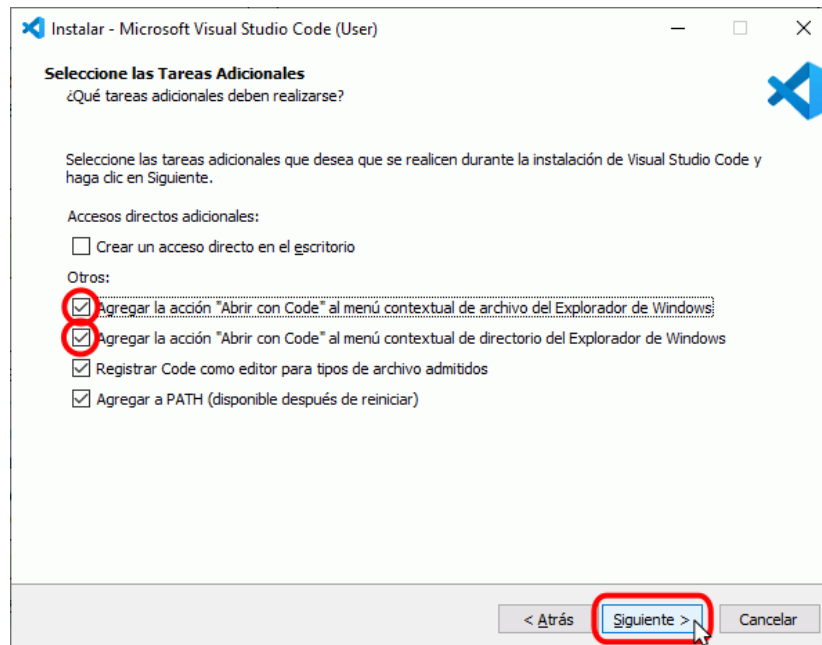 Instalar - Microsoft Visual Studio Code (User)
Seleccione las Tareas Adicionales
¿Qué tareas adicionales deben realizarse?
Seleccione las tareas adicionales que desea que se realicen durante la instalación de Visual Studio Code y
haga clic en Siguiente.
Accesos directos adicionales:
Crear un acceso directo en el escritorio
Otros:
Agregar la acción "Abrir con Code" al menú contextual de archivo del Explorador de Windows
Agregar la acción "Abrir con Code" al menú contextual de directorio del Explorador de Windows
Registrar Code como editor para tipos de archivo admitidos
Agregar a PATH (disponible después de reiniciar)
< Atrás Siguiente > Cancelar